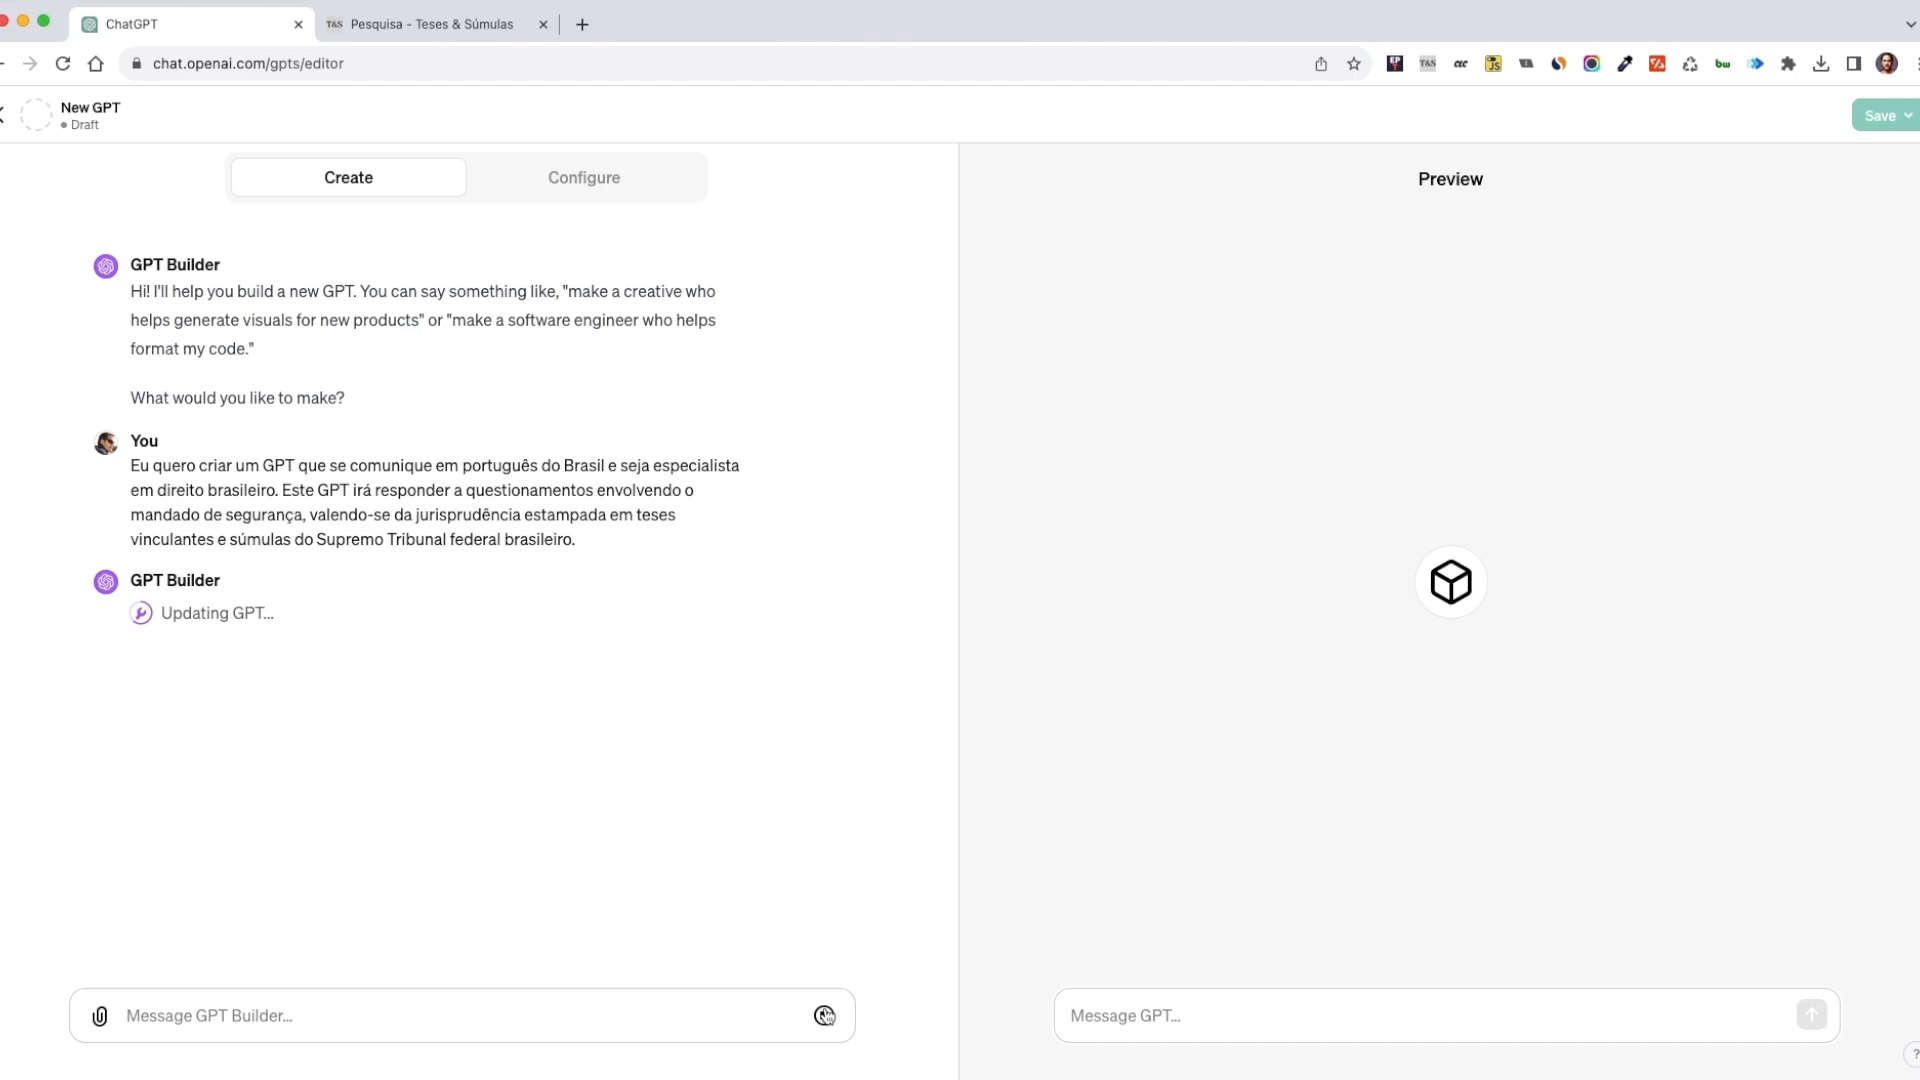 ChatGPT
T&S Pesquisa - Teses & Súmulas
chat.openai.com/gpts/editor
EP
T&S
JS
bw
New GPT
Draft
Save
Create
Configure
Preview
GPT Builder
Hi! I'll help you build a new GPT. You can say something like, "make a creative who
helps generate visuals for new products" or "make a software engineer who helps
format my code."
What would you like to make?
You
Eu quero criar um GPT que se comunique em português do Brasil e seja especialista
em direito brasileiro. Este GPT irá responder a questionamentos envolvendo o
mandado de segurança, valendo-se da jurisprudência estampada em teses
vinculantes e súmulas do Supremo Tribunal federal brasileiro.
GPT Builder
Updating GPT...
Message GPT Builder...
Message GPT...
?